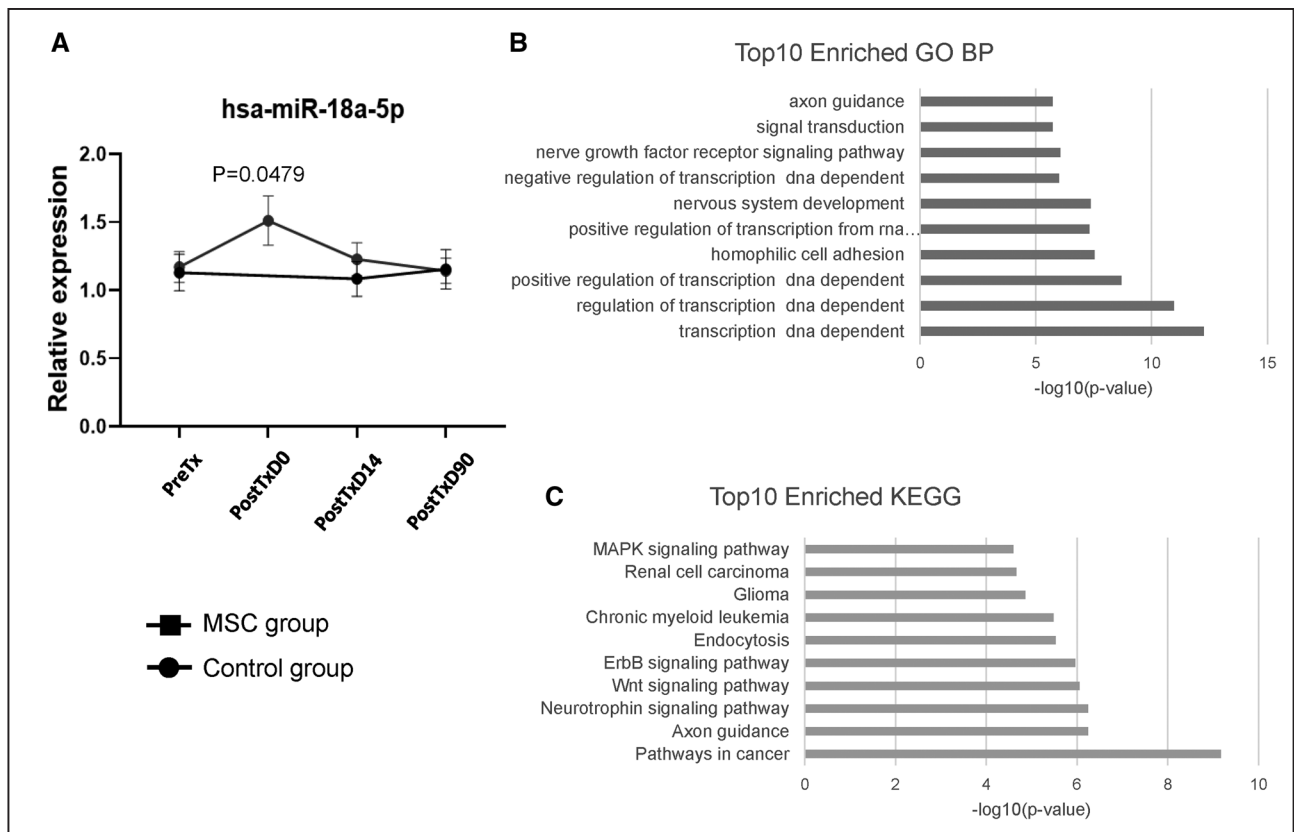 A
hsa-miR-18a-5p
Relative expression
2.0
1.5
1.0
0.5
0.0
P=0.0479
PreTx
PostTxD0
PostTxD14
PostTxD90
MSC group
Control group
B
Top10 Enriched GO BP
axon guidance
signal transduction
nerve growth factor receptor signaling pathway
negative regulation of transcription dna dependent
nervous system development
positive regulation of transcription from rna…
homophilic cell adhesion
positive regulation of transcription dna dependent
regulation of transcription dna dependent
transcription dna dependent
0 5 10 15
-log10(p-value)
C
Top10 Enriched KEGG
MAPK signaling pathway
Renal cell carcinoma
Glioma
Chronic myeloid leukemia
Endocytosis
ErbB signaling pathway
Wnt signaling pathway
Neurotrophin signaling pathway
Axon guidance
Pathways in cancer
0 2 4 6 8 10
-log10(p-value)